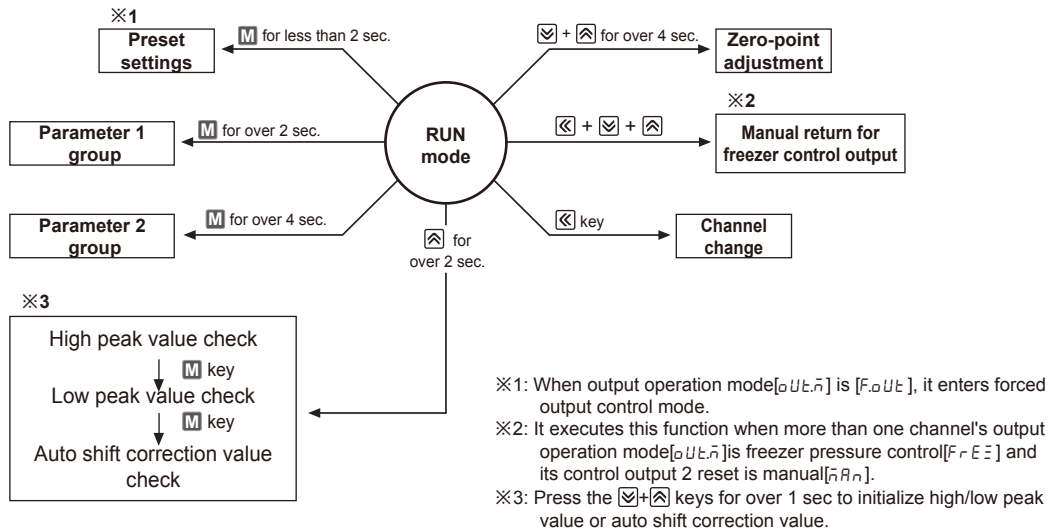 ※1
Preset
settings
M for less than 2 sec.
+ for over 4 sec.
Zero-point
adjustment
※2
Parameter 1
group
M for over 2 sec.
RUN
mode
+ +
Manual return for
freezer control output
Parameter 2
group
M for over 4 sec.
for
over 2 sec.
key
Channel
change
※3
High peak value check
M key
Low peak value check
M key
Auto shift correction value
check
※1: When output operation mode[oUt.m] is [F.oUt], it enters forced
output control mode.
※2: It executes this function when more than one channel's output
operation mode[oUt.m]is freezer pressure control[FrEZ] and
its control output 2 reset is manual[mAn].
※3: Press the + keys for over 1 sec to initialize high/low peak
value or auto shift correction value.